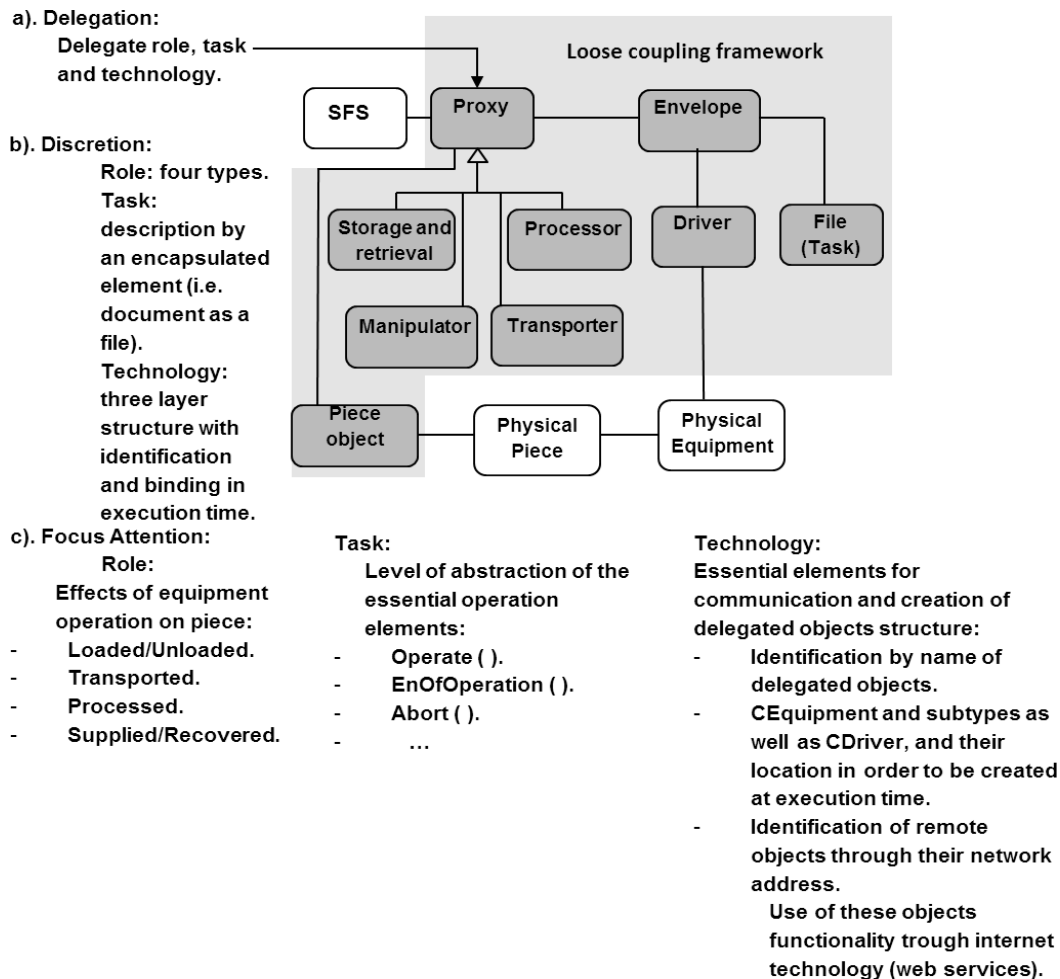 a). Delegation:
Delegate role, task
and technology.
Loose coupling framework
SFS
Proxy
Envelope
b). Discretion:
Role: four types.
Task:
description by
an encapsulated
element (i.e.
document as a
file).
Technology:
three layer
structure with
identification
and binding in
execution time.
Storage and
retrieval
Processor
Driver
File
(Task)
Manipulator
Transporter
Piece
object
Physical
Piece
Physical
Equipment
c). Focus Attention:
Role:
Effects of equipment
operation on piece:
- Loaded/Unloaded.
- Transported.
- Processed.
- Supplied/Recovered.
Task:
Level of abstraction of the
essential operation
elements:
- Operate ( ).
- EnOfOperation ( ).
- Abort ( ).
- ...
Technology:
Essential elements for
communication and creation of
delegated objects structure:
- Identification by name of
delegated objects.
- CEquipment and subtypes as
well as CDriver, and their
location in order to be created
at execution time.
- Identification of remote
objects through their network
address.
Use of these objects
functionality trough internet
technology (web services).